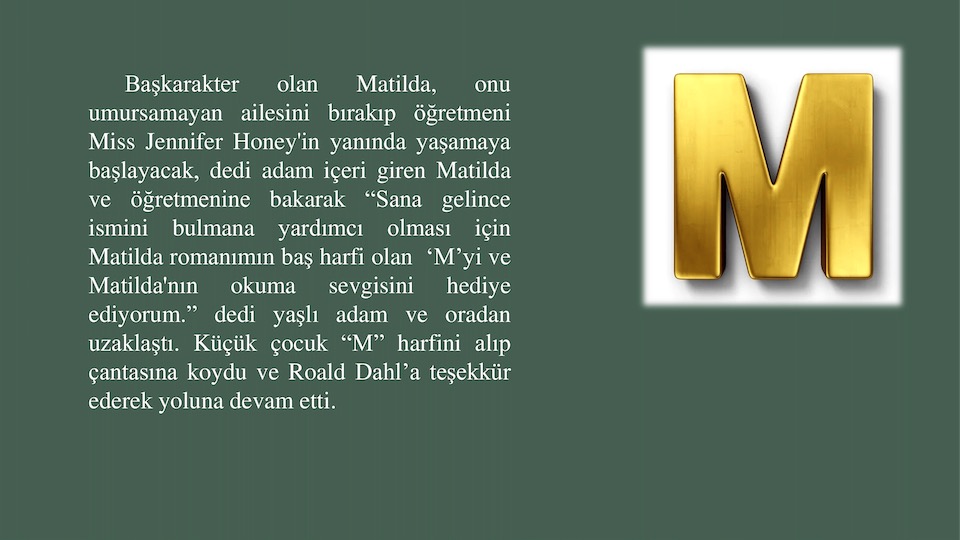 Başkarakter olan Matilda, onu
umursamayan ailesini bırakıp öğretmeni
Miss Jennifer Honey'in yanında yaşamaya
başlayacak, dedi adam içeri giren Matilda
ve öğretmenine bakarak “Sana gelince
ismini bulmana yardımcı olması için
Matilda romanımın baş harfi olan ‘M’yi ve
Matilda'nın okuma sevgisini hediye
ediyorum.” dedi yaşlı adam ve oradan
uzaklaştı. Küçük çocuk “M” harfini alıp
çantasına koydu ve Roald Dahl’a teşekkür
ederek yoluna devam etti.
M